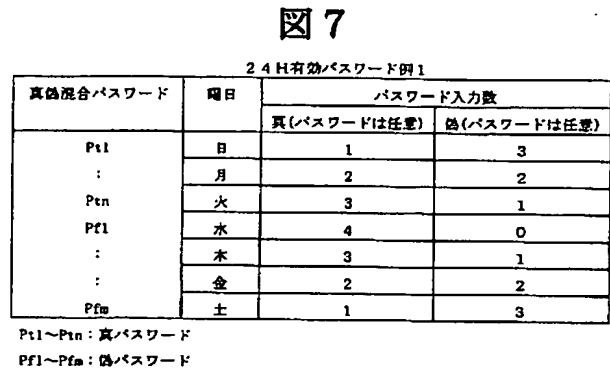 図7
24H有効パスワード例1
真偽混合パスワード 曜日 パスワード入力数
真(パスワードは任意) 偽(パスワードは任意)
Pt1 日 1 3
: 月 2 2
Ptn 火 3 1
Pf1 水 4 0
: 木 3 1
: 金 2 2
Pfm 土 1 3
Pt1~Ptn:真パスワード
Pf1~Pfm:偽パスワード